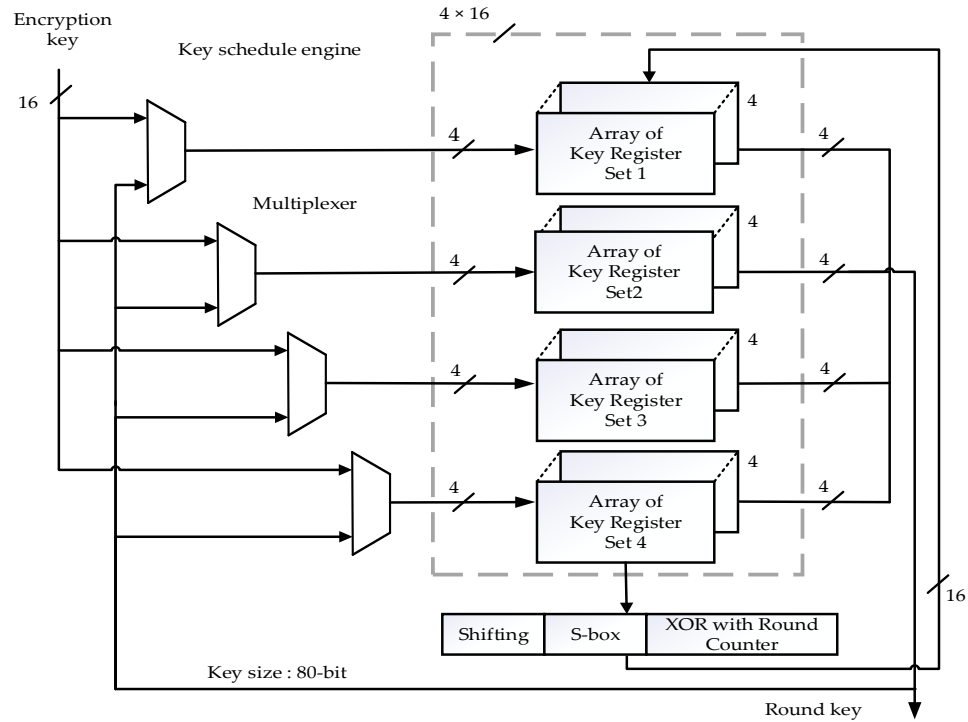 Encryption
key
4 × 16
Key schedule engine
16
4
Array of
Key Register
Set 1
4
4
Multiplexer
4
Array of
Key Register
Set2
4
4
4
Array of
Key Register
Set 3
4
4
4
Array of
Key Register
Set 4
4
4
16
Shifting
S-box
XOR with Round
Counter
Key size : 80-bit
Round key